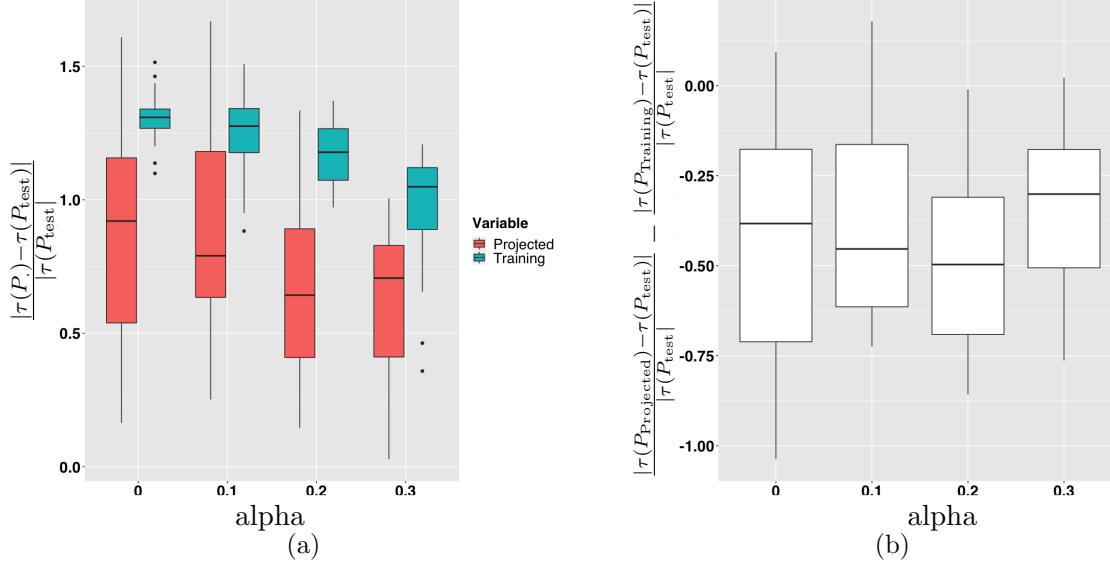 |τ(P.)−τ(P_test)|
|τ(P_test|
1.5
1.0
0.5
0.0
0
0.1
0.2
0.3
alpha
(a)
Variable
Projected
Training
|τ(P_Projected)−τ(P_test)| − |τ(P_Training)−τ(P_test)|
|τ(P_test| |τ(P_test|
0.00
-0.25
-0.50
-0.75
-1.00
0
0.1
0.2
0.3
alpha
(b)